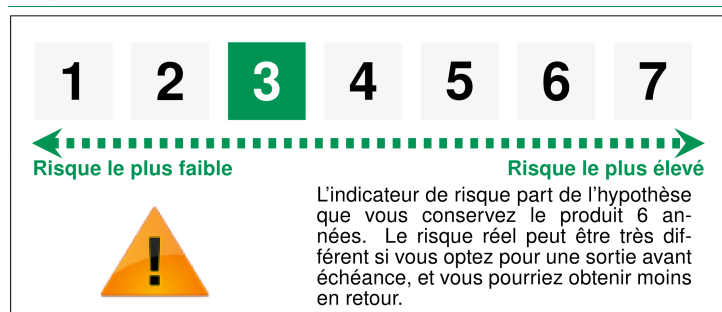 1 2 3 4 5 6 7
Risque le plus faible Risque le plus élevé
L'indicateur de risque part de l'hypothèse
que vous conservez le produit 6 an-
nées. Le risque réel peut être très dif-
férent si vous optez pour une sortie avant
échéance, et vous pourriez obtenir moins
en retour.